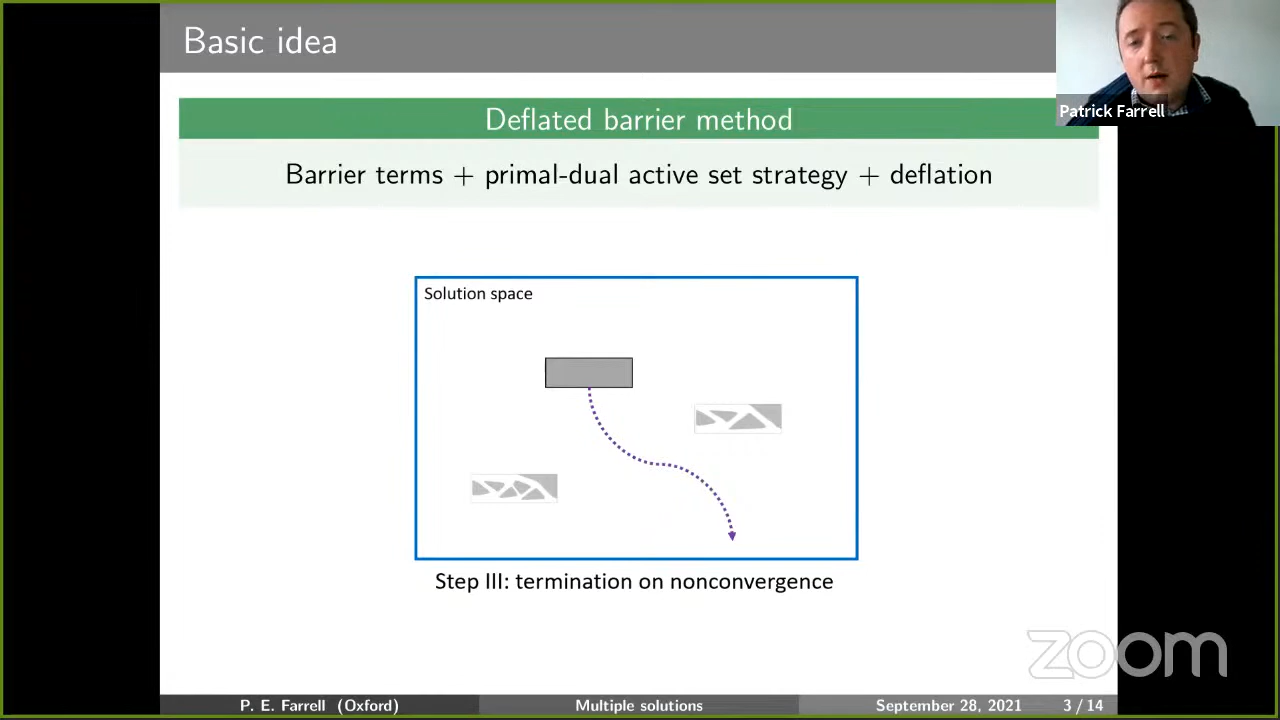 Basic idea
Patrick Farrell
Deflated barrier method
Barrier terms + primal-dual active set strategy + deflation
Solution space
Step III: termination on nonconvergence
zoom
P. E. Farrell (Oxford)
Multiple solutions
September 28, 2021
3 / 14